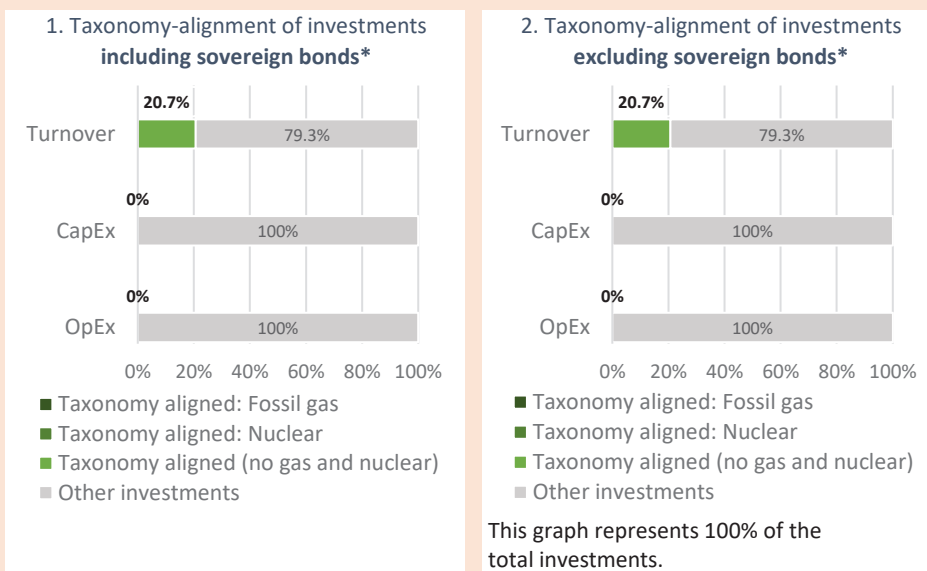 1. Taxonomy-alignment of investments
including sovereign bonds*
20.7%
Turnover 79.3%
0%
CapEx 100%
0%
OpEx 100%
0% 20% 40% 60% 80% 100%
Taxonomy aligned: Fossil gas
Taxonomy aligned: Nuclear
Taxonomy aligned (no gas and nuclear)
Other investments
2. Taxonomy-alignment of investments
excluding sovereign bonds*
20.7%
Turnover 79.3%
0%
CapEx 100%
0%
OpEx 100%
0% 20% 40% 60% 80% 100%
Taxonomy aligned: Fossil gas
Taxonomy aligned: Nuclear
Taxonomy aligned (no gas and nuclear)
Other investments
This graph represents 100% of the
total investments.